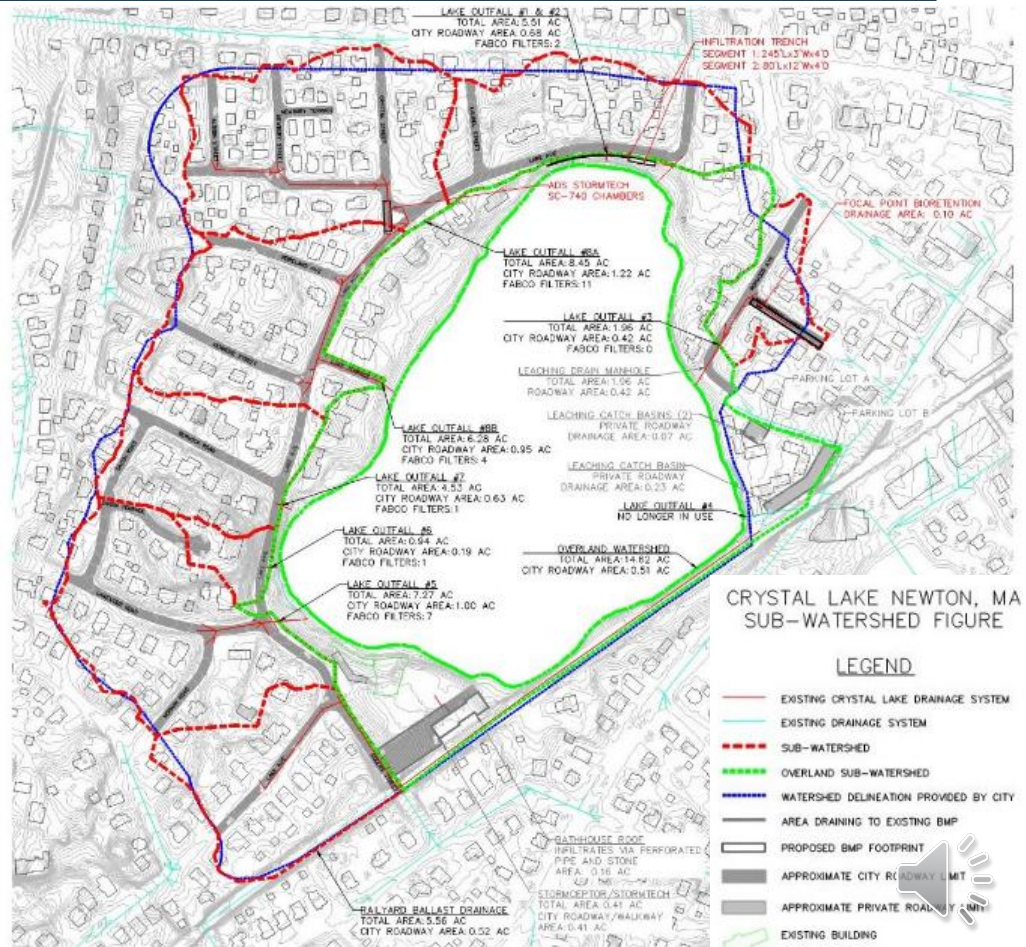 LAKE OUTFALL #1 & #2
TOTAL AREA: 5.51 AC
CITY ROADWAY AREA: 0.68 AC
FABCO FILTERS: 2
INFILTRATION TRENCH
SEGMENT 1: 245'Lx3'Wx4'D
SEGMENT 2: 80'Lx12'Wx4'D
LAKE AVE
ADS STORMTECH
SC-740 CHAMBERS
FOCAL POINT BIORETENTION
DRAINAGE AREA: 0.10 AC
LAKE OUTFALL #8A
TOTAL AREA: 8.45 AC
CITY ROADWAY AREA: 1.22 AC
FABCO FILTERS: 11
LAKE OUTFALL #3
TOTAL AREA: 1.96 AC
CITY ROADWAY AREA: 0.42 AC
FABCO FILTERS: 0
LEACHING DRAIN MANHOLE
TOTAL AREA: 1.96 AC
ROADWAY AREA: 0.42 AC
PARKING LOT A
LEACHING CATCH BASINS (2)
PRIVATE ROADWAY
DRAINAGE AREA: 0.07 AC
PARKING LOT B
LAKE OUTFALL #8B
TOTAL AREA: 6.28 AC
CITY ROADWAY AREA: 0.95 AC
FABCO FILTERS: 4
LEACHING CATCH BASIN
PRIVATE ROADWAY
DRAINAGE AREA: 0.23 AC
LAKE OUTFALL #7
TOTAL AREA: 4.53 AC
CITY ROADWAY AREA: 0.63 AC
FABCO FILTERS: 1
LAKE OUTFALL #4
NO LONGER IN USE
LAKE OUTFALL #6
TOTAL AREA: 0.94 AC
CITY ROADWAY AREA: 0.19 AC
FABCO FILTERS: 1
OVERLAND WATERSHED
TOTAL AREA: 14.62 AC
CITY ROADWAY AREA: 0.51 AC
LAKE OUTFALL #5
TOTAL AREA: 7.27 AC
CITY ROADWAY AREA: 1.00 AC
FABCO FILTERS: 7
BATHHOUSE ROOF
INFILTRATES VIA PERFORATED
PIPE AND STONE
AREA: 0.16 AC
STORMCEPTOR/STORMTECH
TOTAL AREA: 0.41 AC
CITY ROADWAY/WALKWAY
AREA: 0.41 AC
RAILYARD BALLAST DRAINAGE
TOTAL AREA: 5.56 AC
CITY ROADWAY AREA: 0.52 AC
CRYSTAL LAKE NEWTON, MA
SUB-WATERSHED FIGURE
LEGEND
EXISTING CRYSTAL LAKE DRAINAGE SYSTEM
EXISTING DRAINAGE SYSTEM
SUB-WATERSHED
OVERLAND SUB-WATERSHED
WATERSHED DELINEATION PROVIDED BY CITY
AREA DRAINING TO EXISTING BMP
PROPOSED BMP FOOTPRINT
APPROXIMATE CITY ROADWAY LIMIT
APPROXIMATE PRIVATE ROADWAY LIMIT
EXISTING BUILDING